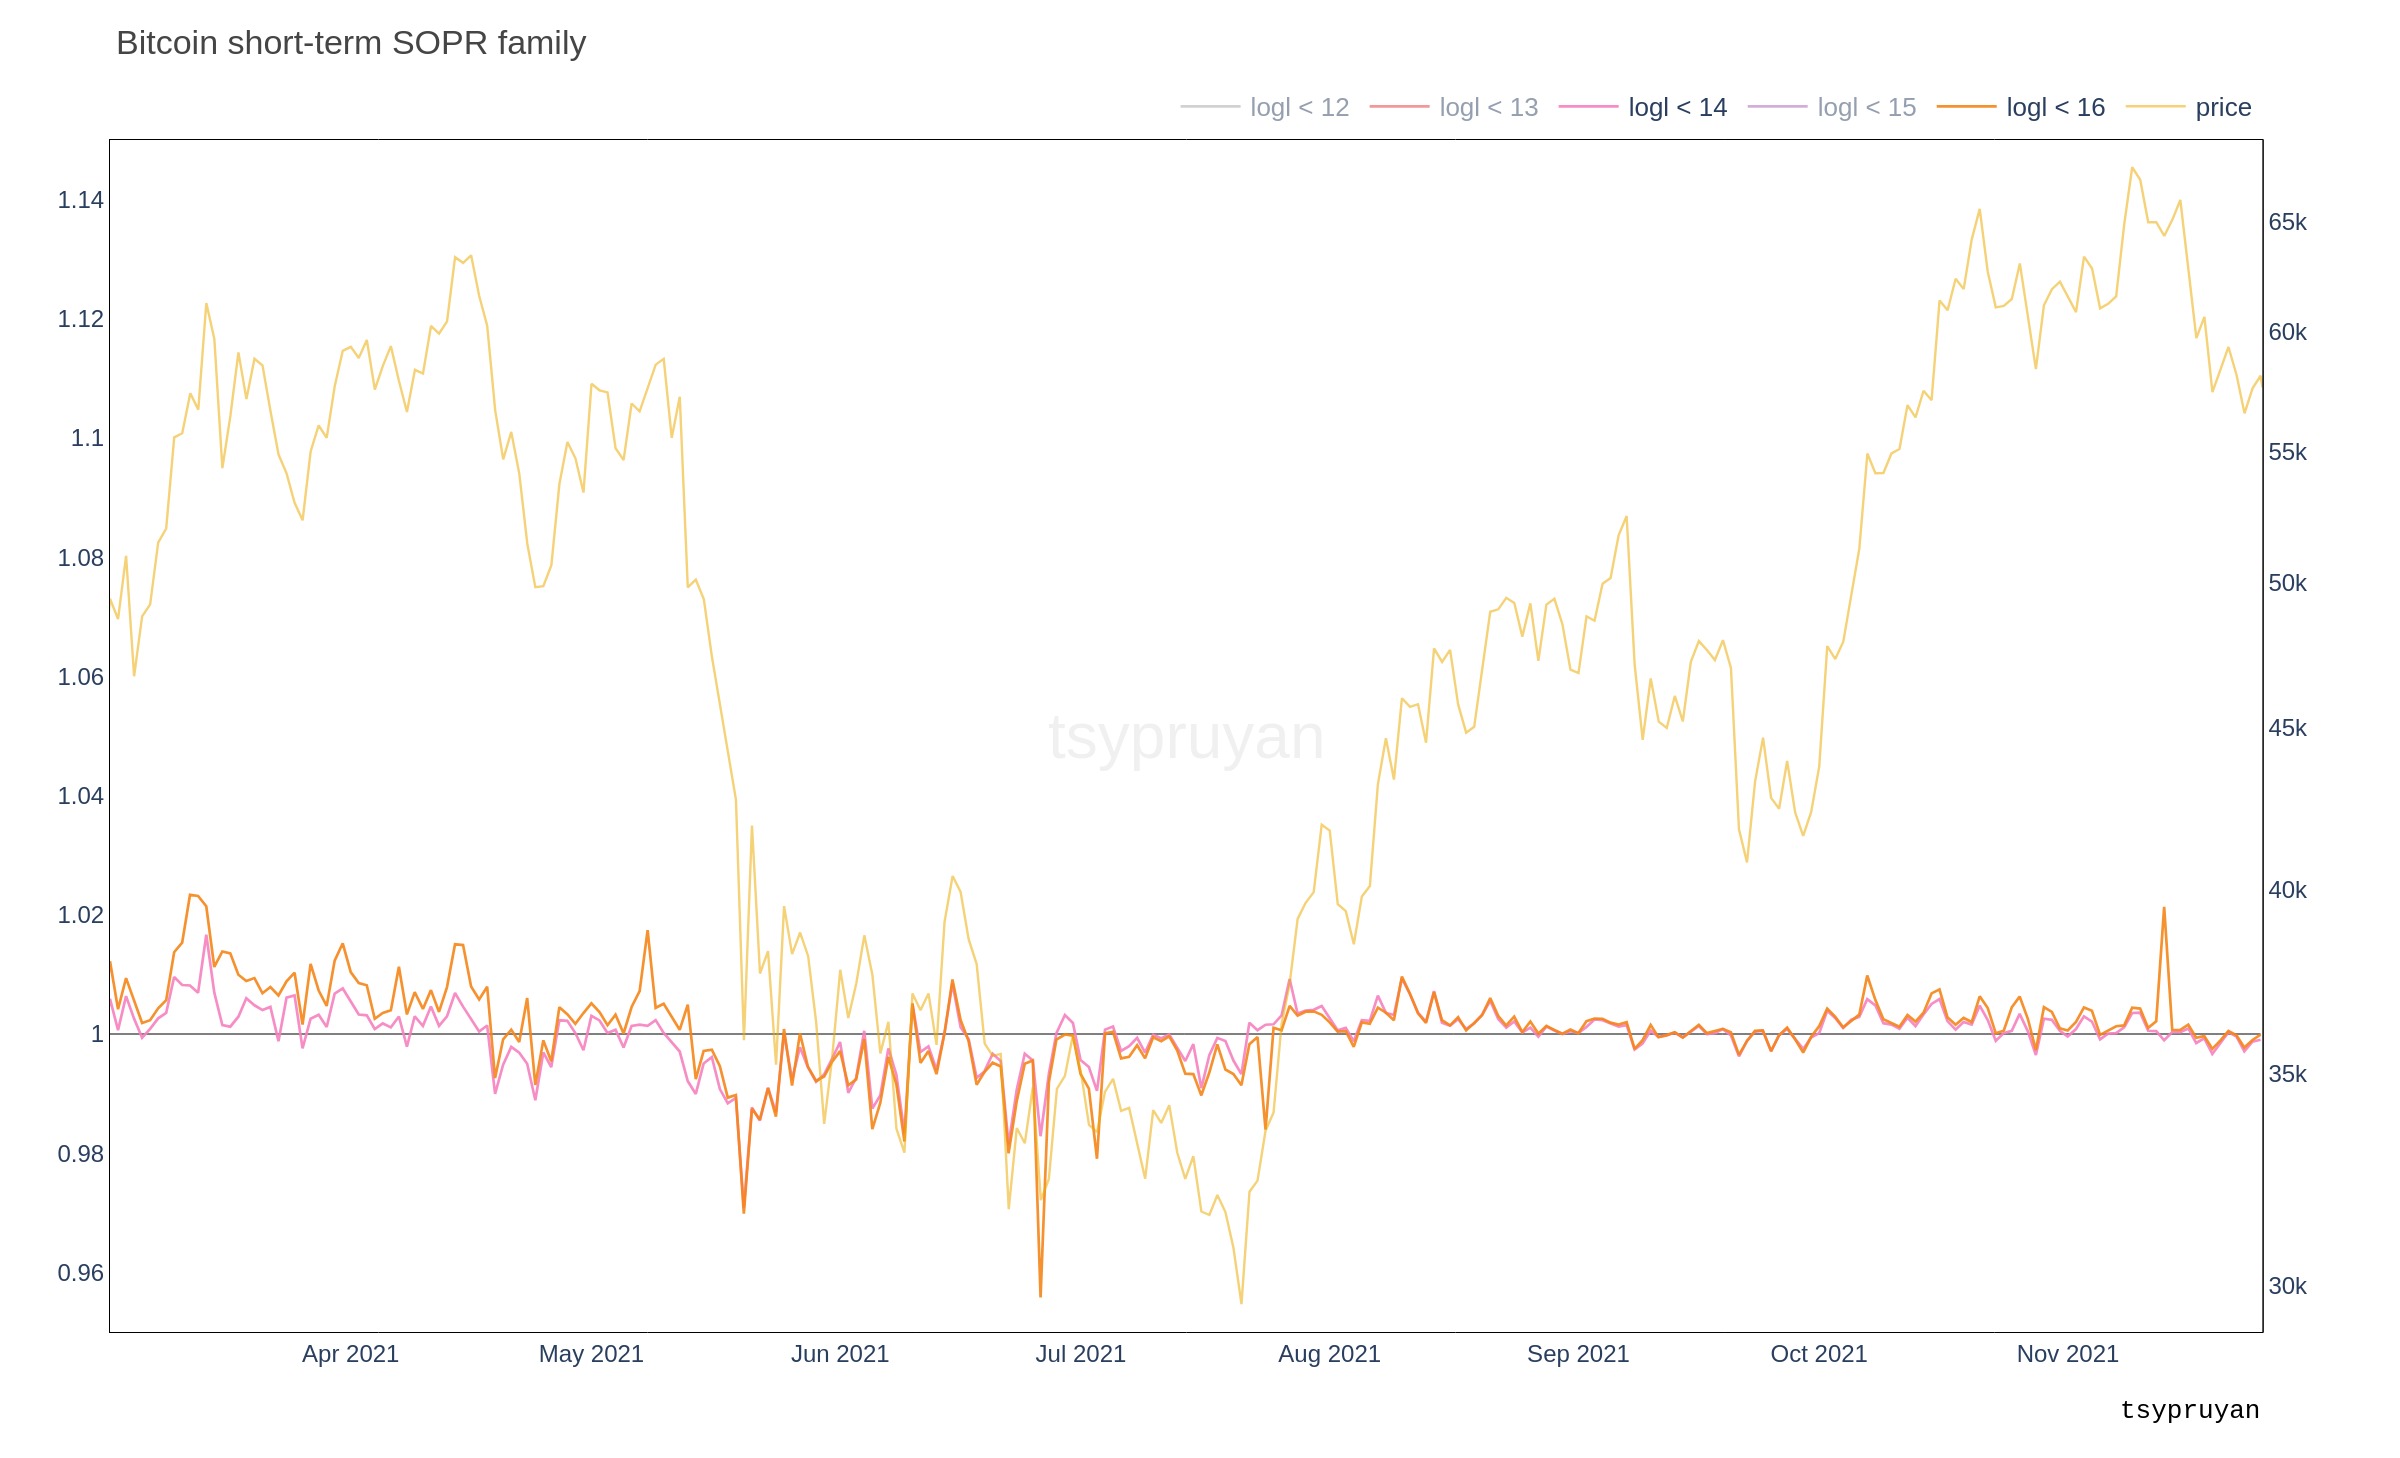 Bitcoin short-term SOPR family
logl < 12 logl < 13 logl < 14 logl < 15 logl < 16 price
1.14
1.12
1.1
1.08
1.06
1.04
1.02
1
0.98
0.96
65k
60k
55k
50k
45k
40k
35k
30k
tsypruyan
Apr 2021 May 2021 Jun 2021 Jul 2021 Aug 2021 Sep 2021 Oct 2021 Nov 2021
tsypruyan